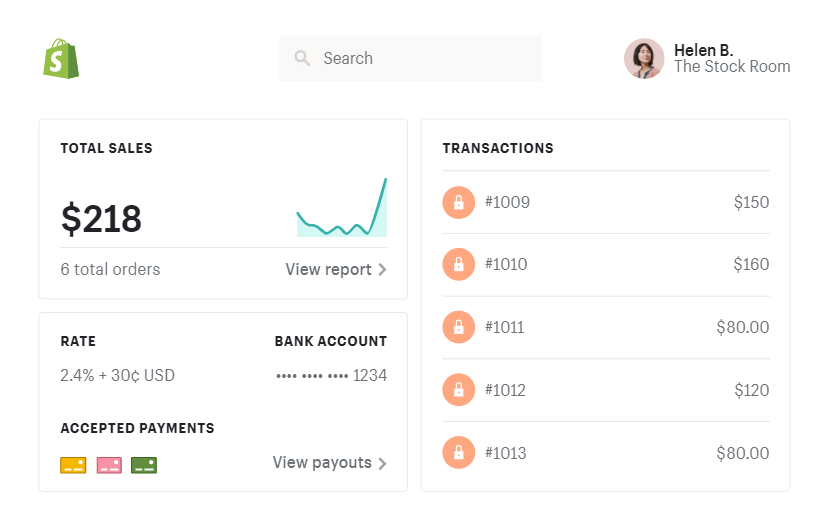 S
Search
Helen B.
The Stock Room
TOTAL SALES
$218
6 total orders
View report
RATE
BANK ACCOUNT
2.4% + 30¢ USD
•••• •••• •••• 1234
ACCEPTED PAYMENTS
View payouts
TRANSACTIONS
#1009 $150
#1010 $160
#1011 $80.00
#1012 $120
#1013 $80.00